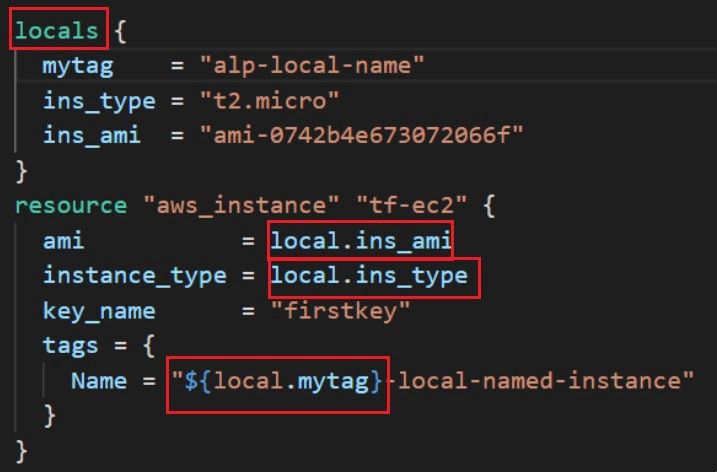 locals {
  mytag    = "alp-local-name"
  ins_type = "t2.micro"
  ins_ami  = "ami-0742b4e673072066f"
}
resource "aws_instance" "tf-ec2" {
  ami           = local.ins_ami
  instance_type = local.ins_type
  key_name      = "firstkey"
  tags = {
    Name = "${local.mytag}-local-named-instance"
  }
}